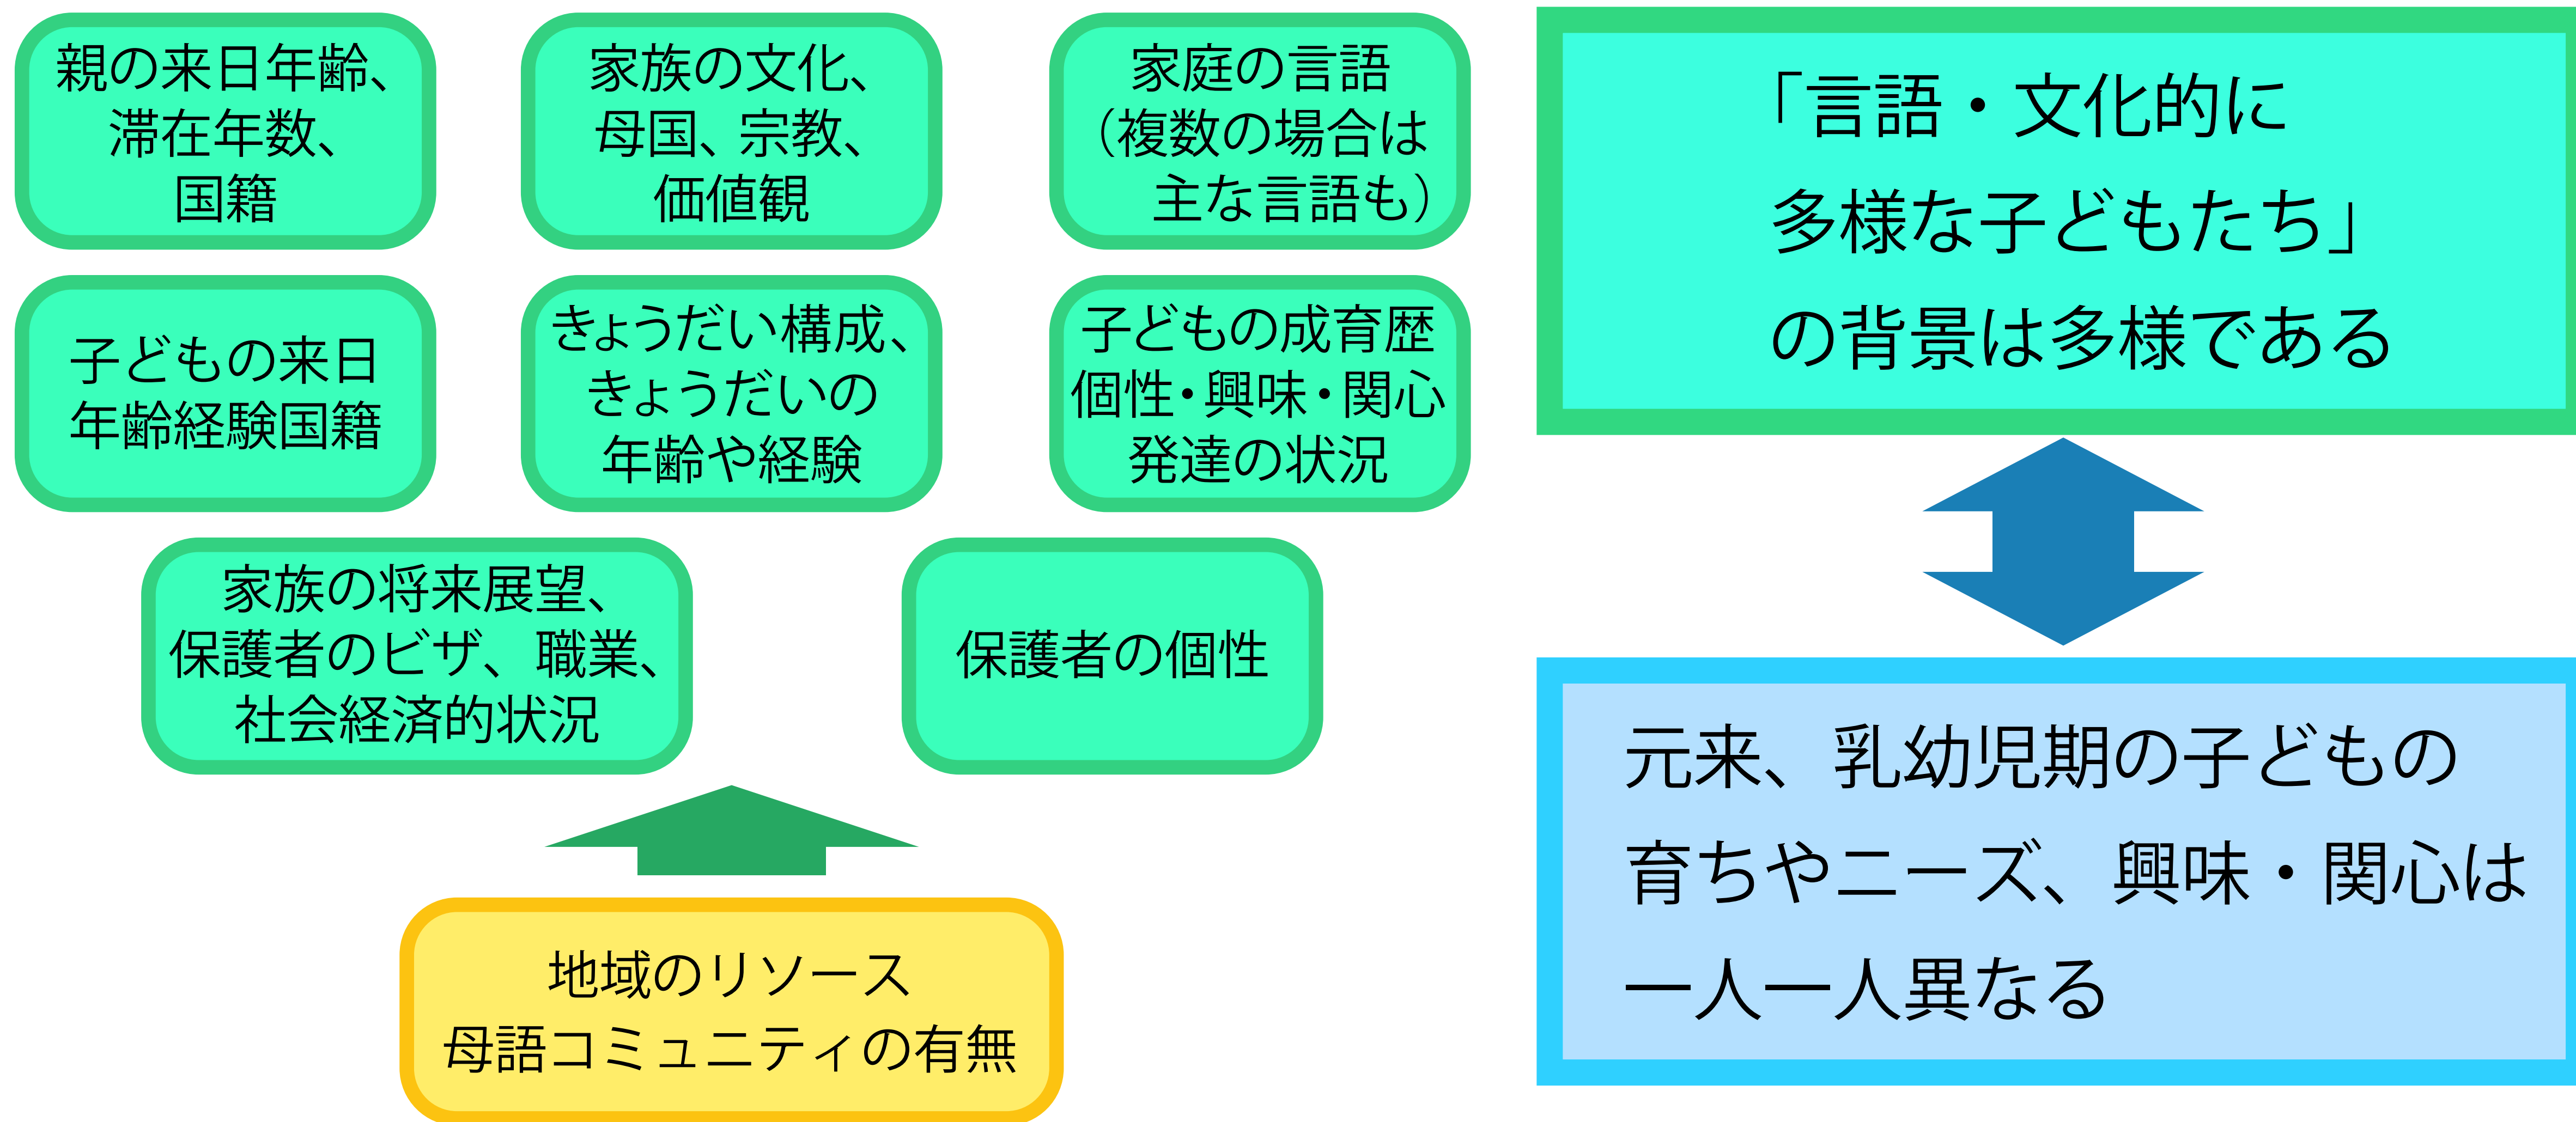 親の来日年齢、
滞在年数、
国籍
家族の文化、
母国、宗教、
価値観
家庭の言語
（複数の場合は
主な言語も）
子どもの来日
年齢経験国籍
きょうだい構成、
きょうだいの
年齢や経験
子どもの成育歴
個性・興味・関心
発達の状況
家族の将来展望、
保護者のビザ、職業、
社会経済的状況
保護者の個性
地域のリソース
母語コミュニティの有無
「言語・文化的に
多様な子どもたち」
の背景は多様である
元来、乳幼児期の子どもの
育ちやニーズ、興味・関心は
一人一人異なる